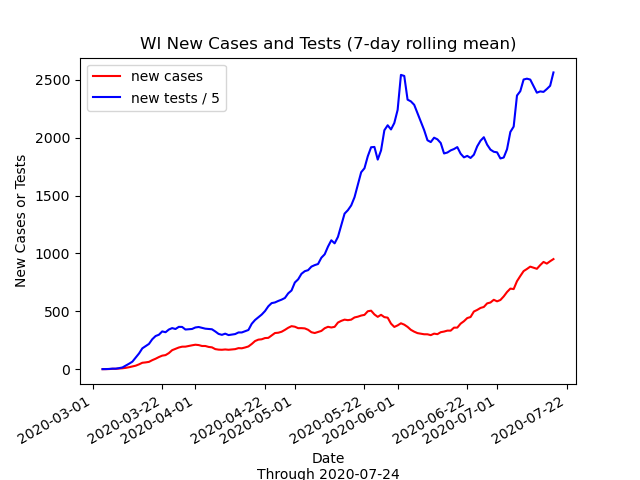 WI New Cases and Tests (7-day rolling mean)
new cases
new tests / 5
New Cases or Tests
2500
2000
1500
1000
500
0
2020-03-01
2020-03-22
2020-04-01
2020-04-22
2020-05-01
2020-05-22
2020-06-01
2020-06-22
2020-07-01
2020-07-22
Date
Through 2020-07-24